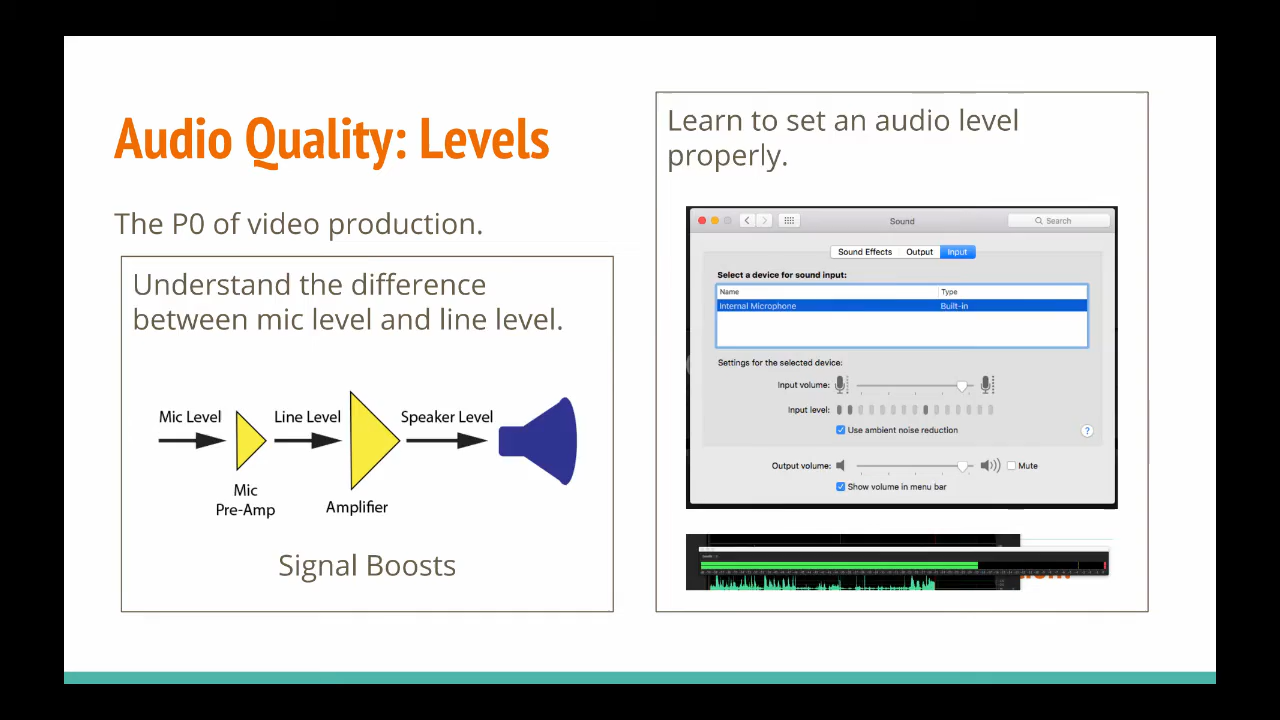 Audio Quality: Levels
The P0 of video production.
Understand the difference
between mic level and line level.
Mic Level
Line Level
Speaker Level
Mic
Pre-Amp
Amplifier
Signal Boosts
Learn to set an audio level
properly.
Sound
Search
Sound Effects
Output
Input
Select a device for sound input:
Name
Type
Internal Microphone
Built-in
Settings for the selected device:
Input volume:
Input level:
Use ambient noise reduction
?
Output volume:
Mute
Show volume in menu bar